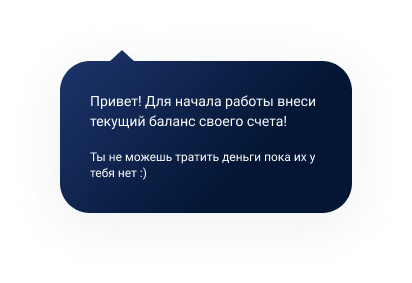 Привет! Для начала работы внеси
текущий баланс своего счета!
Ты не можешь тратить деньги пока их у
тебя нет :)